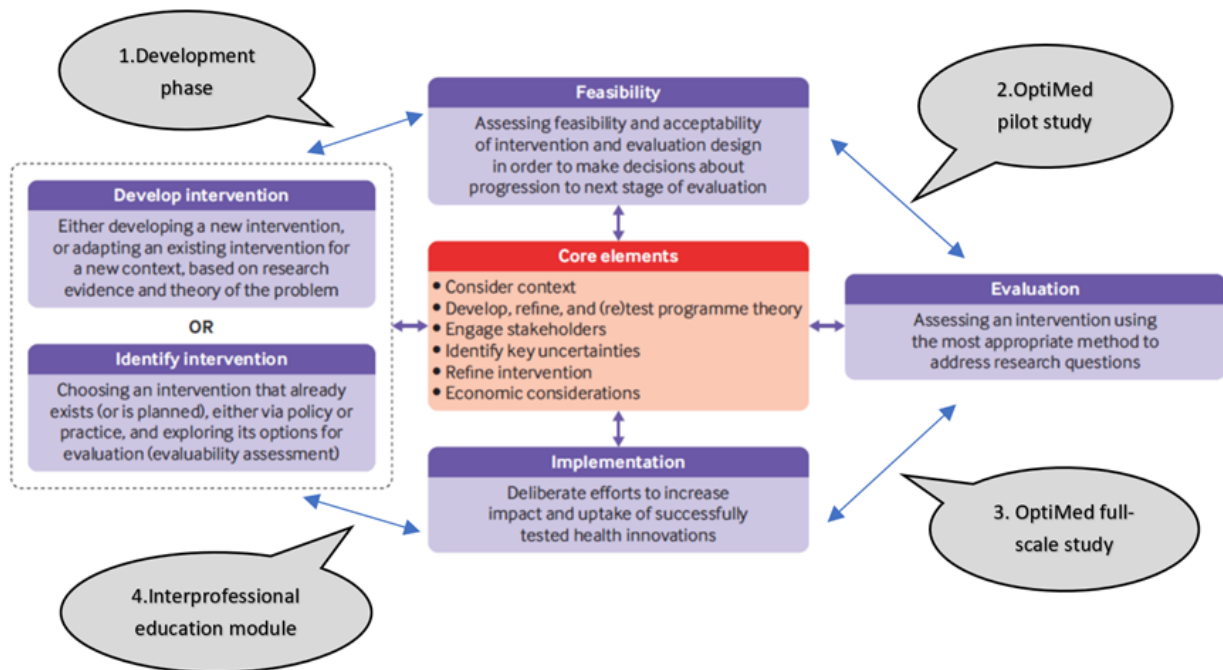 1.Development
phase
2.OptiMed
pilot study
Feasibility
Assessing feasibility and acceptability
of intervention and evaluation design
in order to make decisions about
progression to next stage of evaluation
Develop intervention
Either developing a new intervention,
or adapting an existing intervention for
a new context, based on research
evidence and theory of the problem
OR
Identify intervention
Choosing an intervention that already
exists (or is planned), either via policy or
practice, and exploring its options for
evaluation (evaluability assessment)
Core elements
• Consider context
• Develop, refine, and (re)test programme theory
• Engage stakeholders
• Identify key uncertainties
• Refine intervention
• Economic considerations
Evaluation
Assessing an intervention using
the most appropriate method to
address research questions
Implementation
Deliberate efforts to increase
impact and uptake of successfully
tested health innovations
3. OptiMed full-
scale study
4.Interprofessional
education module